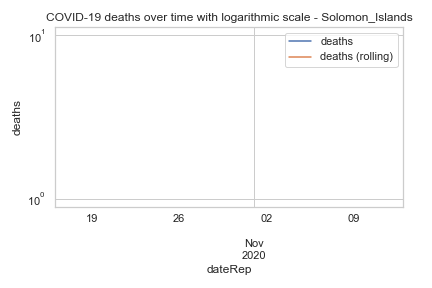 COVID-19 deaths over time with logarithmic scale - Solomon_Islands
deaths
deaths (rolling)
10¹
deaths
10⁰
19 26 02 09
Nov
2020
dateRep